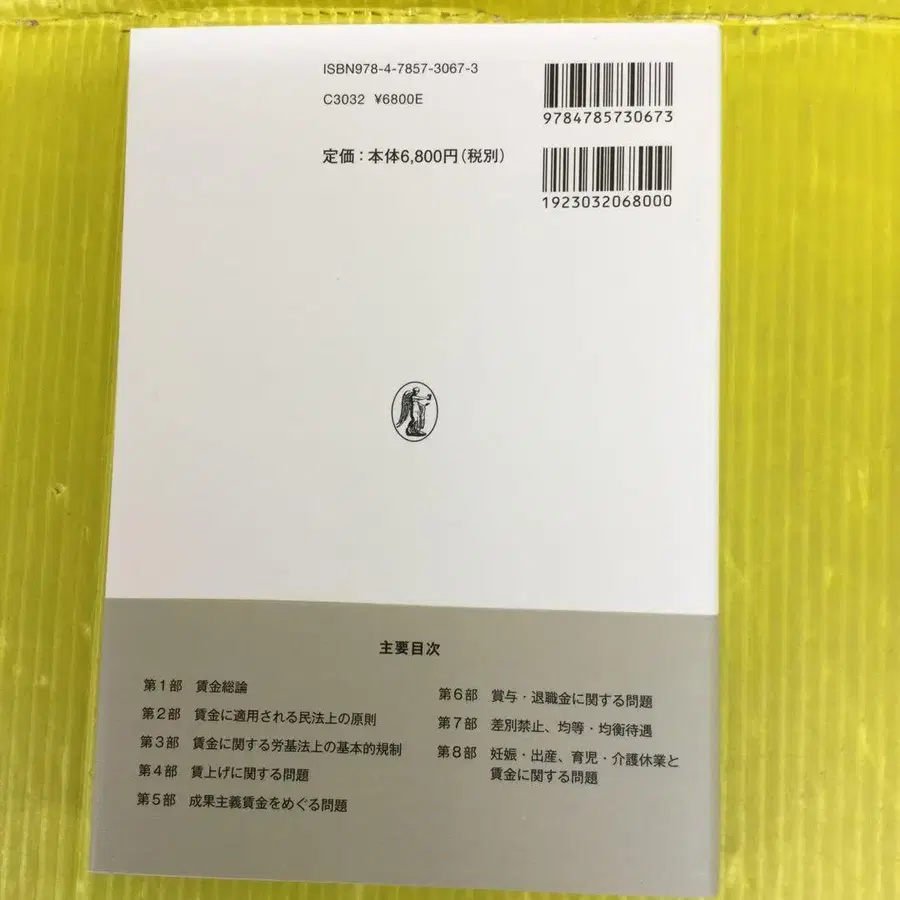 ISBN978-4-7857-3067-3
C3032 ¥6800E
定価：本体6,800円（税別）
9784785730673
1923032068000
主要目次
第1部 賃金総論
第2部 賃金に適用される民法上の原則
第3部 賃金に関する労基法上の基本的規制
第4部 賃上げに関する問題
第5部 成果主義賃金をめぐる問題
第6部 賞与・退職金に関する問題
第7部 差別禁止、均等・均衡待遇
第8部 妊娠・出産、育児・介護休業と
賃金に関する問題